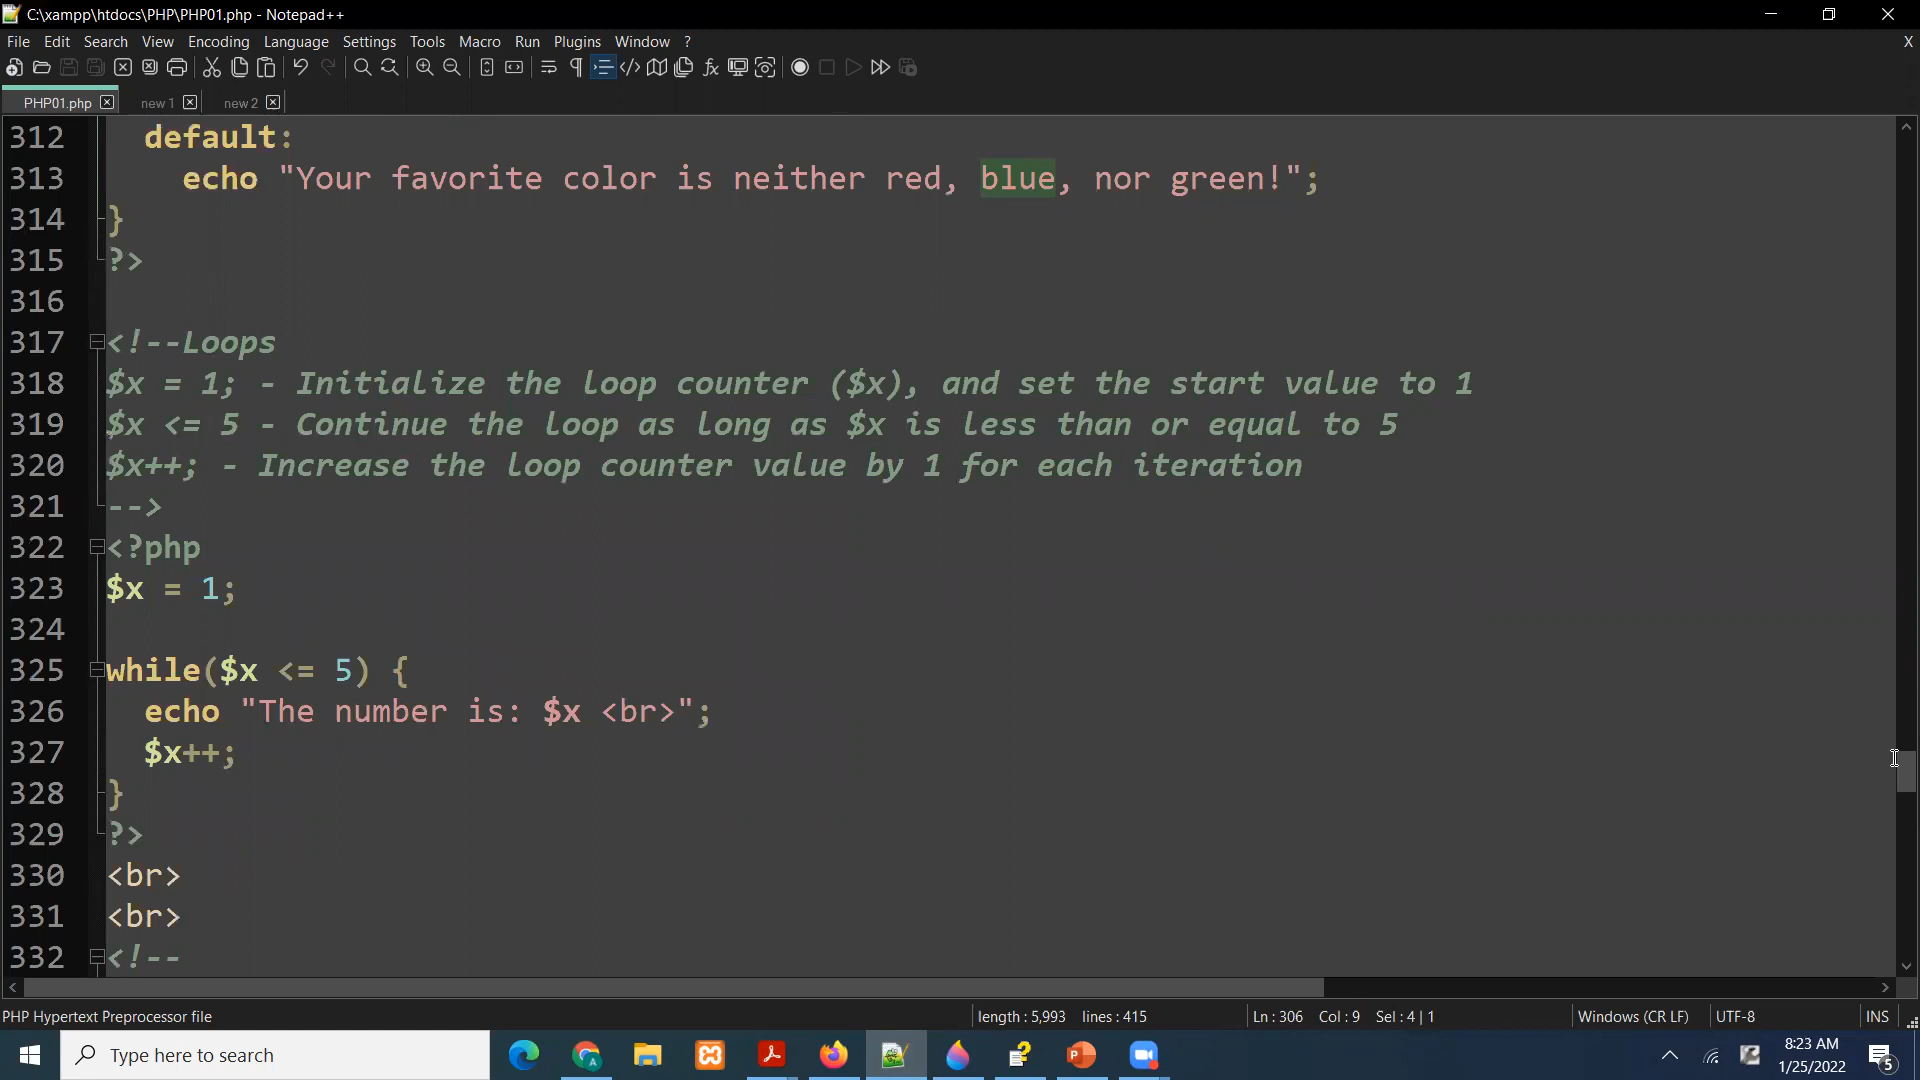 C:\xampp\htdocs\PHP\PHP01.php - Notepad++
File Edit Search View Encoding Language Settings Tools Macro Run Plugins Window ? X
PHP01.php new 1 new 2
312 default:
313 echo "Your favorite color is neither red, blue, nor green!";
314 }
315 ?>
316
317 <!--Loops
318 $x = 1; - Initialize the loop counter ($x), and set the start value to 1
319 $x <= 5 - Continue the loop as long as $x is less than or equal to 5
320 $x++; - Increase the loop counter value by 1 for each iteration
321 -->
322 <?php
323 $x = 1;
324
325 while($x <= 5) {
326 echo "The number is: $x <br>";
327 $x++;
328 }
329 ?>
330 <br>
331 <br>
332 <!--
PHP Hypertext Preprocessor file length : 5,993 lines : 415 Ln : 306 Col : 9 Sel : 4 | 1 Windows (CR LF) UTF-8 INS
Type here to search
8:23 AM
1/25/2022
5